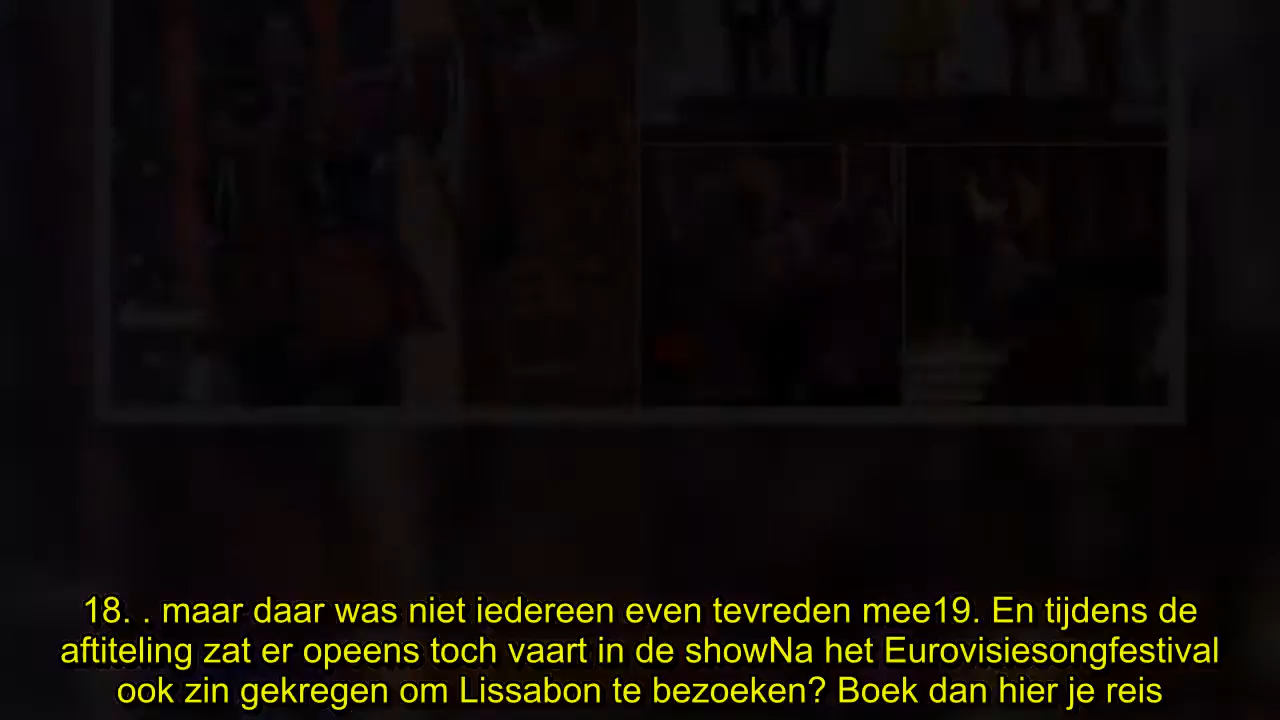 18. . maar daar was niet iedereen even tevreden mee19. En tijdens de
aftiteling zat er opeens toch vaart in de showNa het Eurovisiesongfestival
ook zin gekregen om Lissabon te bezoeken? Boek dan hier je reis